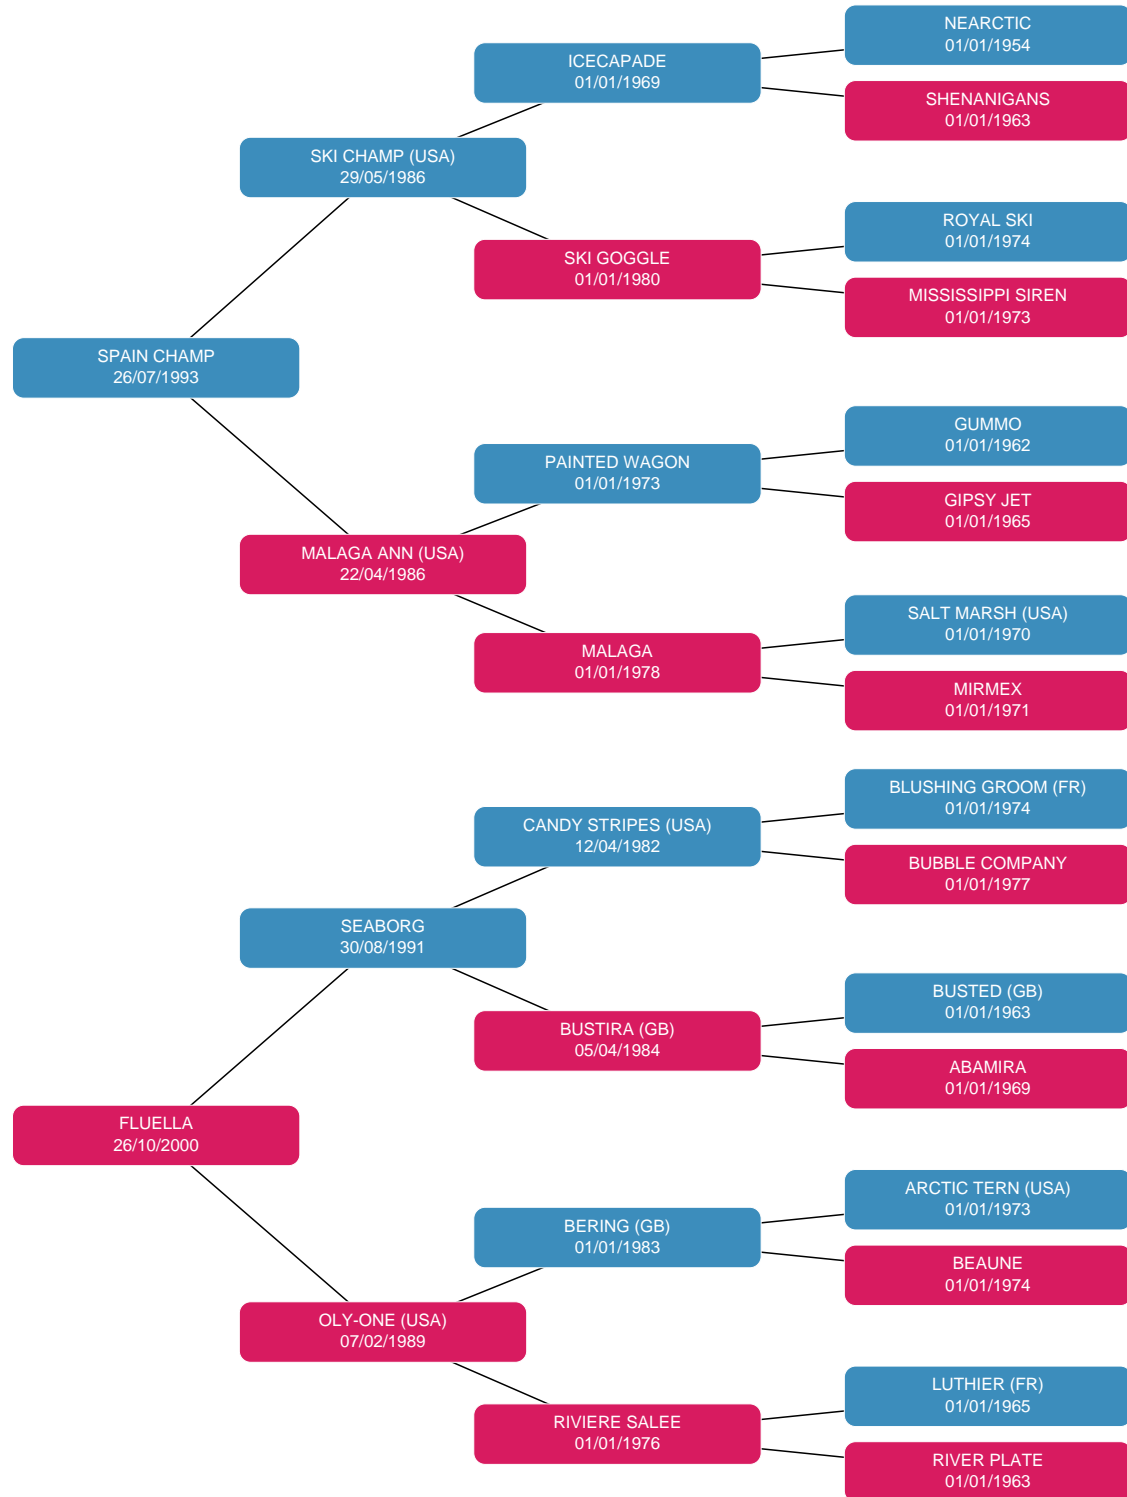 NEARCTIC
01/01/1954
ICECAPADE
01/01/1969
SHENANIGANS
01/01/1963
SKI CHAMP (USA)
29/05/1986
ROYAL SKI
01/01/1974
SKI GOGGLE
01/01/1980
MISSISSIPPI SIREN
01/01/1973
SPAIN CHAMP
26/07/1993
GUMMO
01/01/1962
PAINTED WAGON
01/01/1973
GIPSY JET
01/01/1965
MALAGA ANN (USA)
22/04/1986
SALT MARSH (USA)
01/01/1970
MALAGA
01/01/1978
MIRMEX
01/01/1971
BLUSHING GROOM (FR)
01/01/1974
CANDY STRIPES (USA)
12/04/1982
BUBBLE COMPANY
01/01/1977
SEABORG
30/08/1991
BUSTED (GB)
01/01/1963
BUSTIRA (GB)
05/04/1984
ABAMIRA
01/01/1969
FLUELLA
26/10/2000
ARCTIC TERN (USA)
01/01/1973
BERING (GB)
01/01/1983
BEAUNE
01/01/1974
OLY-ONE (USA)
07/02/1989
LUTHIER (FR)
01/01/1965
RIVIERE SALEE
01/01/1976
RIVER PLATE
01/01/1963